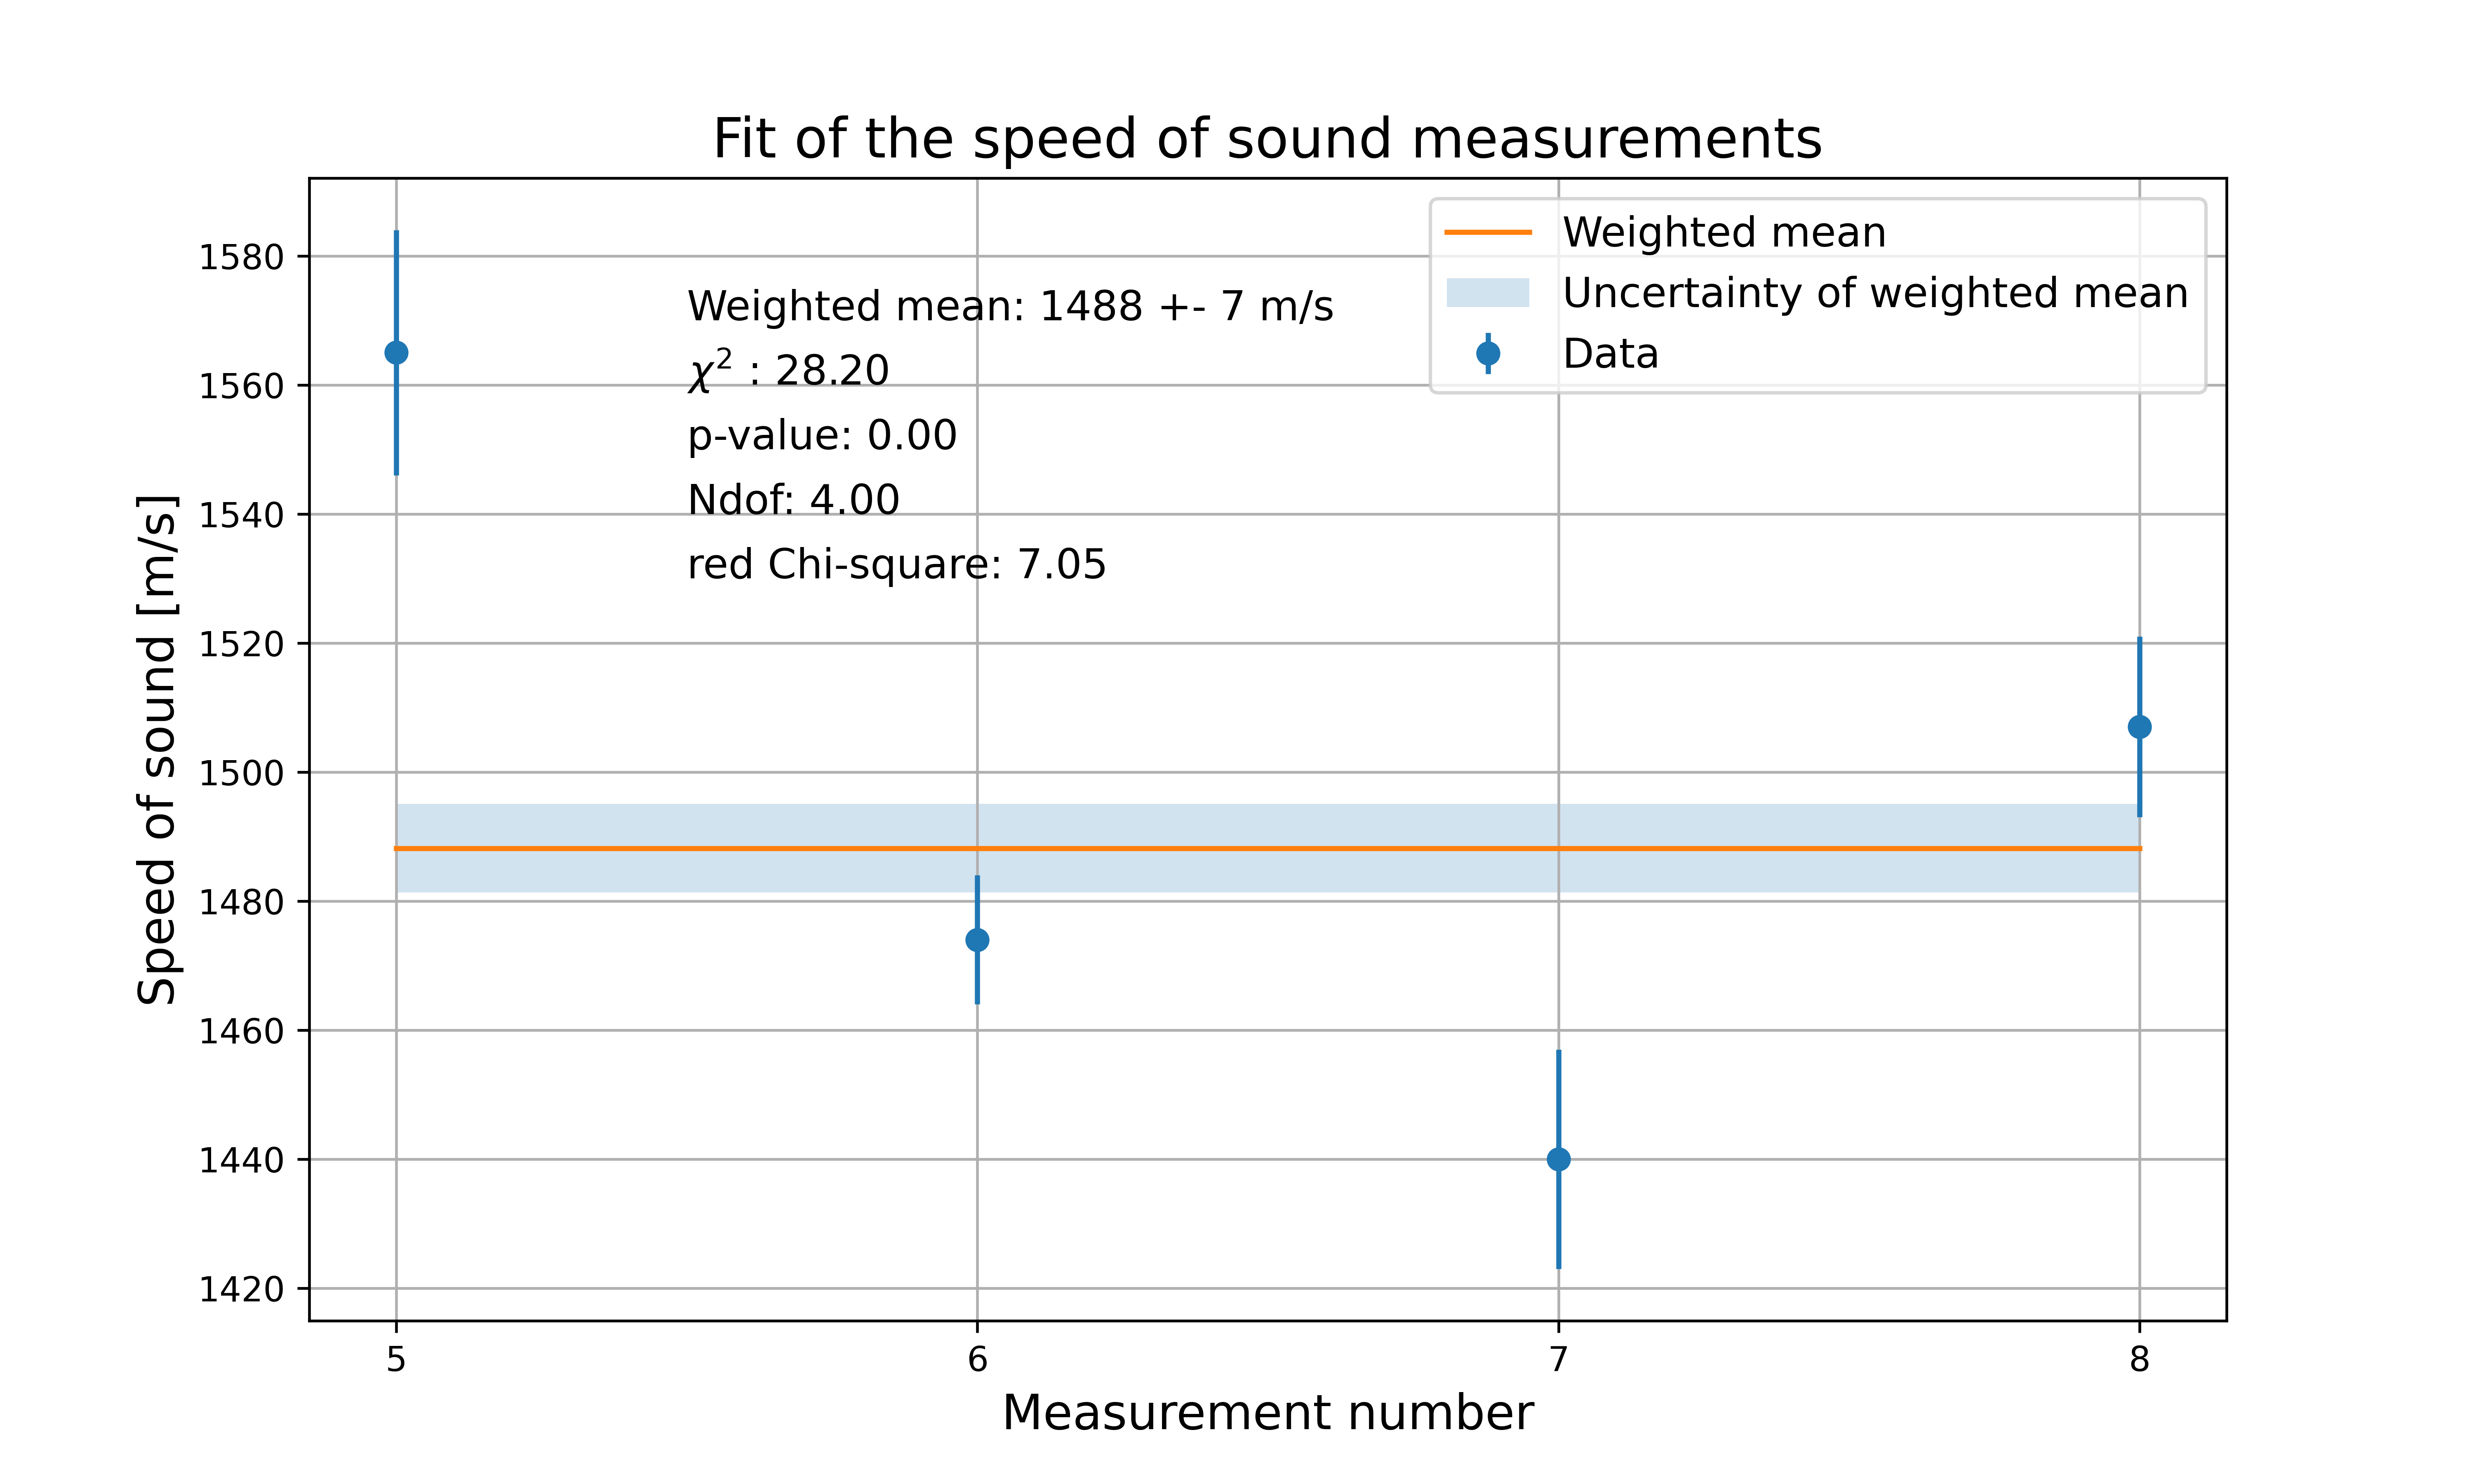 Fit of the speed of sound measurements
Weighted mean
Uncertainty of weighted mean
Data
Weighted mean: 1488 +- 7 m/s
χ² : 28.20
p-value: 0.00
Ndof: 4.00
red Chi-square: 7.05
Speed of sound [m/s]
1580
1560
1540
1520
1500
1480
1460
1440
1420
5 6 7 8
Measurement number